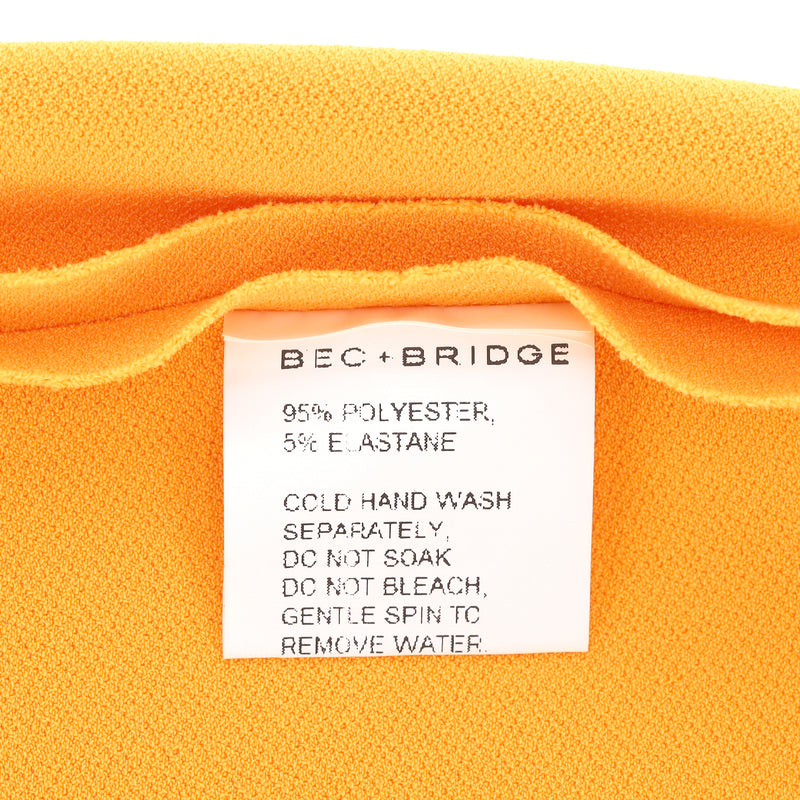 BEC + BRIDGE
95% POLYESTER,
5% ELASTANE
COLD HAND WASH
SEPARATELY,
DO NOT SOAK
DO NOT BLEACH,
GENTLE SPIN TO
REMOVE WATER.